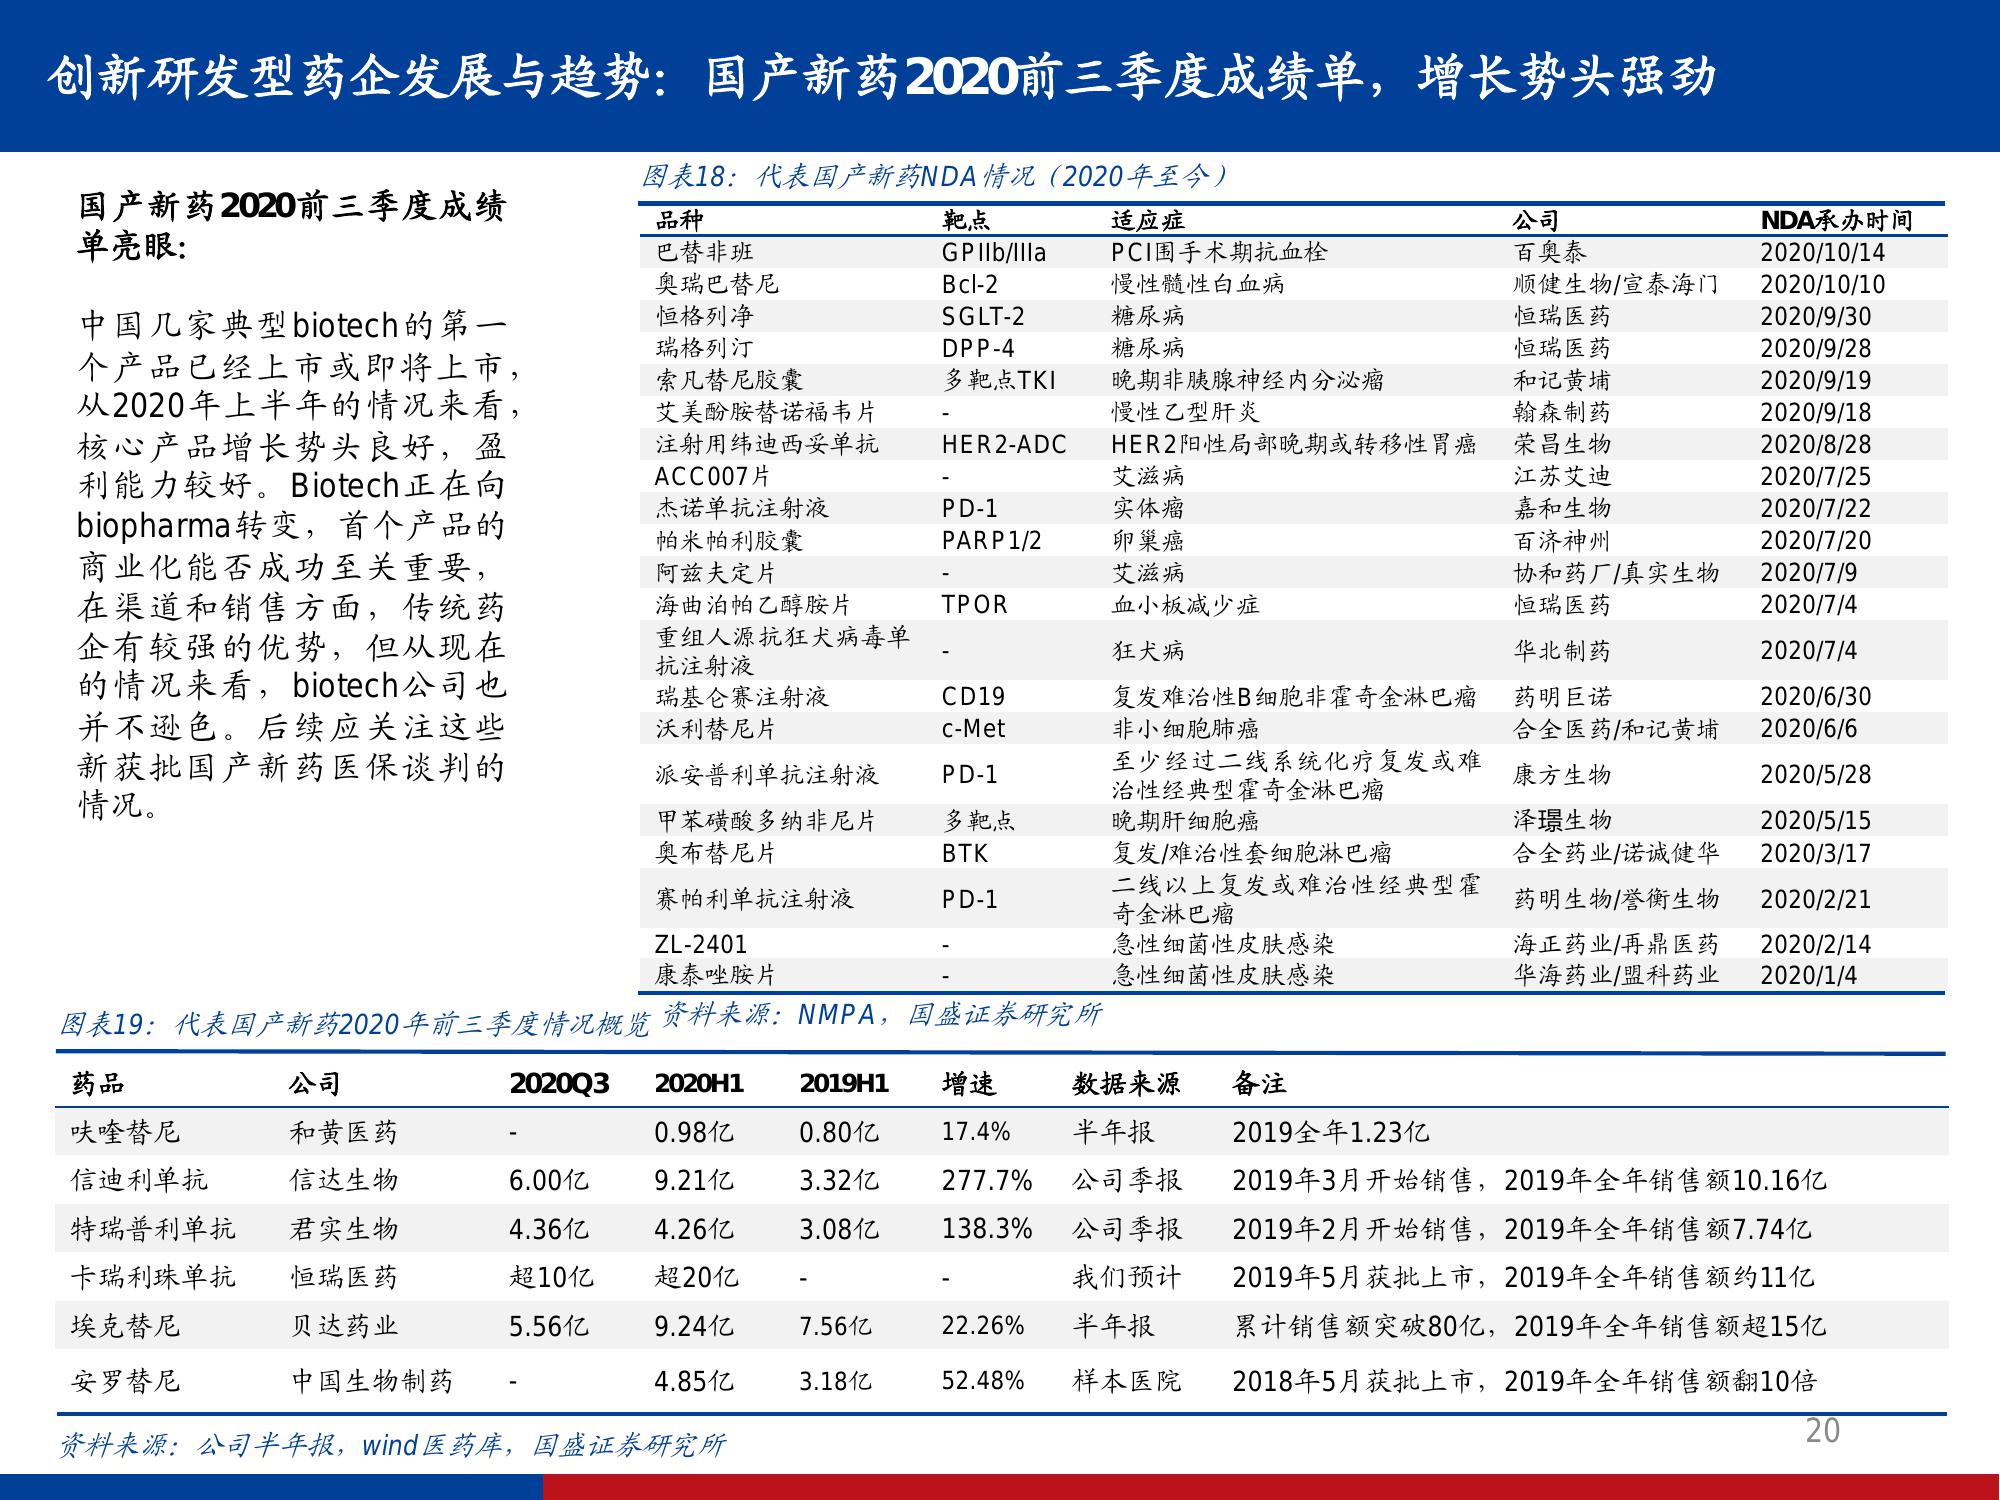 创新研发型药企发展与趋势：国产新药2020前三季度成绩单，增长势头强劲
国产新药2020前三季度成绩
单亮眼：
中国几家典型biotech的第一
个产品已经上市或即将上市，
从2020年上半年的情况来看，
核心产品增长势头良好，盈
利能力较好。Biotech正在向
biopharma转变，首个产品的
商业化能否成功至关重要，
在渠道和销售方面，传统药
企有较强的优势，但从现在
的情况来看，biotech公司也
并不逊色。后续应关注这些
新获批国产新药医保谈判的
情况。
图表18：代表国产新药NDA情况（2020年至今）
品种 靶点 适应症 公司 NDA承办时间
巴替非班 GPIIb/IIIa PCI围手术期抗血栓 百奥泰 2020/10/14
奥瑞巴替尼 Bcl-2 慢性髓性白血病 顺健生物/宣泰海门 2020/10/10
恒格列净 SGLT-2 糖尿病 恒瑞医药 2020/9/30
瑞格列汀 DPP-4 糖尿病 恒瑞医药 2020/9/28
索凡替尼胶囊 多靶点TKI 晚期非胰腺神经内分泌瘤 和记黄埔 2020/9/19
艾美酚胺替诺福韦片 - 慢性乙型肝炎 翰森制药 2020/9/18
注射用纬迪西妥单抗 HER2-ADC HER2阳性局部晚期或转移性胃癌 荣昌生物 2020/8/28
ACC007片 - 艾滋病 江苏艾迪 2020/7/25
杰诺单抗注射液 PD-1 实体瘤 嘉和生物 2020/7/22
帕米帕利胶囊 PARP1/2 卵巢癌 百济神州 2020/7/20
阿兹夫定片 - 艾滋病 协和药厂/真实生物 2020/7/9
海曲泊帕乙醇胺片 TPOR 血小板减少症 恒瑞医药 2020/7/4
重组人源抗狂犬病毒单
抗注射液 - 狂犬病 华北制药 2020/7/4
瑞基仑赛注射液 CD19 复发难治性B细胞非霍奇金淋巴瘤 药明巨诺 2020/6/30
沃利替尼片 c-Met 非小细胞肺癌 合全医药/和记黄埔 2020/6/6
派安普利单抗注射液 PD-1 至少经过二线系统化疗复发或难
治性经典型霍奇金淋巴瘤 康方生物 2020/5/28
甲苯磺酸多纳非尼片 多靶点 晚期肝细胞癌 泽璟生物 2020/5/15
奥布替尼片 BTK 复发/难治性套细胞淋巴瘤 合全药业/诺诚健华 2020/3/17
赛帕利单抗注射液 PD-1 二线以上复发或难治性经典型霍
奇金淋巴瘤 药明生物/誉衡生物 2020/2/21
ZL-2401 - 急性细菌性皮肤感染 海正药业/再鼎医药 2020/2/14
康泰唑胺片 - 急性细菌性皮肤感染 华海药业/盟科药业 2020/1/4
资料来源：NMPA，国盛证券研究所
图表19：代表国产新药2020年前三季度情况概览
药品 公司 2020Q3 2020H1 2019H1 增速 数据来源 备注
呋喹替尼 和黄医药 - 0.98亿 0.80亿 17.4% 半年报 2019全年1.23亿
信迪利单抗 信达生物 6.00亿 9.21亿 3.32亿 277.7% 公司季报 2019年3月开始销售，2019年全年销售额10.16亿
特瑞普利单抗 君实生物 4.36亿 4.26亿 3.08亿 138.3% 公司季报 2019年2月开始销售，2019年全年销售额7.74亿
卡瑞利珠单抗 恒瑞医药 超10亿 超20亿 - - 我们预计 2019年5月获批上市，2019年全年销售额约11亿
埃克替尼 贝达药业 5.56亿 9.24亿 7.56亿 22.26% 半年报 累计销售额突破80亿，2019年全年销售额超15亿
安罗替尼 中国生物制药 - 4.85亿 3.18亿 52.48% 样本医院 2018年5月获批上市，2019年全年销售额翻10倍
资料来源：公司半年报，wind医药库，国盛证券研究所
20